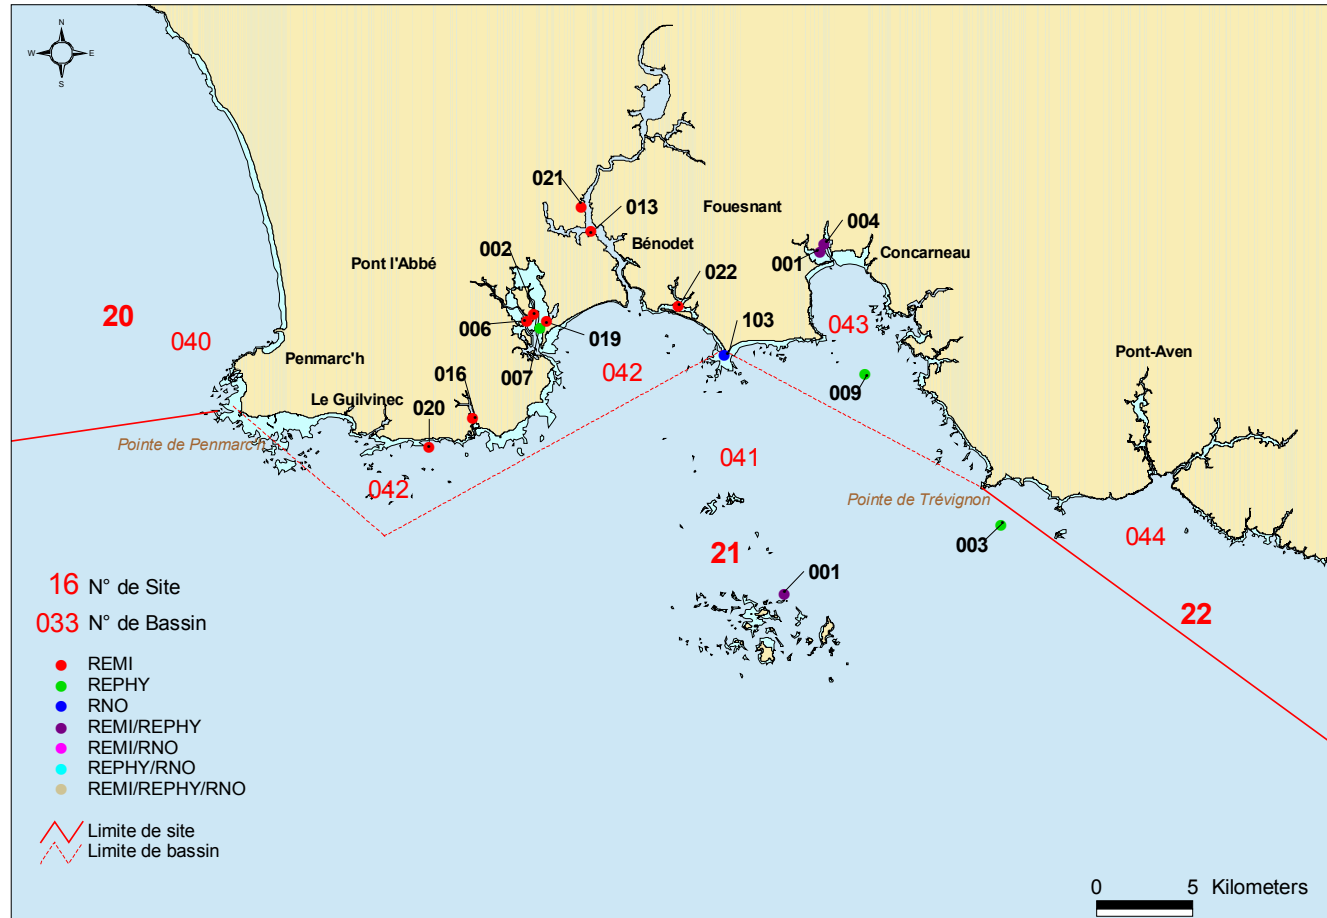 N
W E
S
021
013
Fouesnant
004
Bénodet
002
001
Concarneau
Pont l'Abbé
022
20
040
006
019
103
043
Penmarc'h
007
042
Pont-Aven
016
009
Le Guilvinec
020
Pointe de Penmarc'h
041
042
Pointe de Trévignon
003
044
21
001
22
16 N° de Site
033 N° de Bassin
REMI
REPHY
RNO
REMI/REPHY
REMI/RNO
REPHY/RNO
REMI/REPHY/RNO
Limite de site
Limite de bassin
0 5 Kilometers